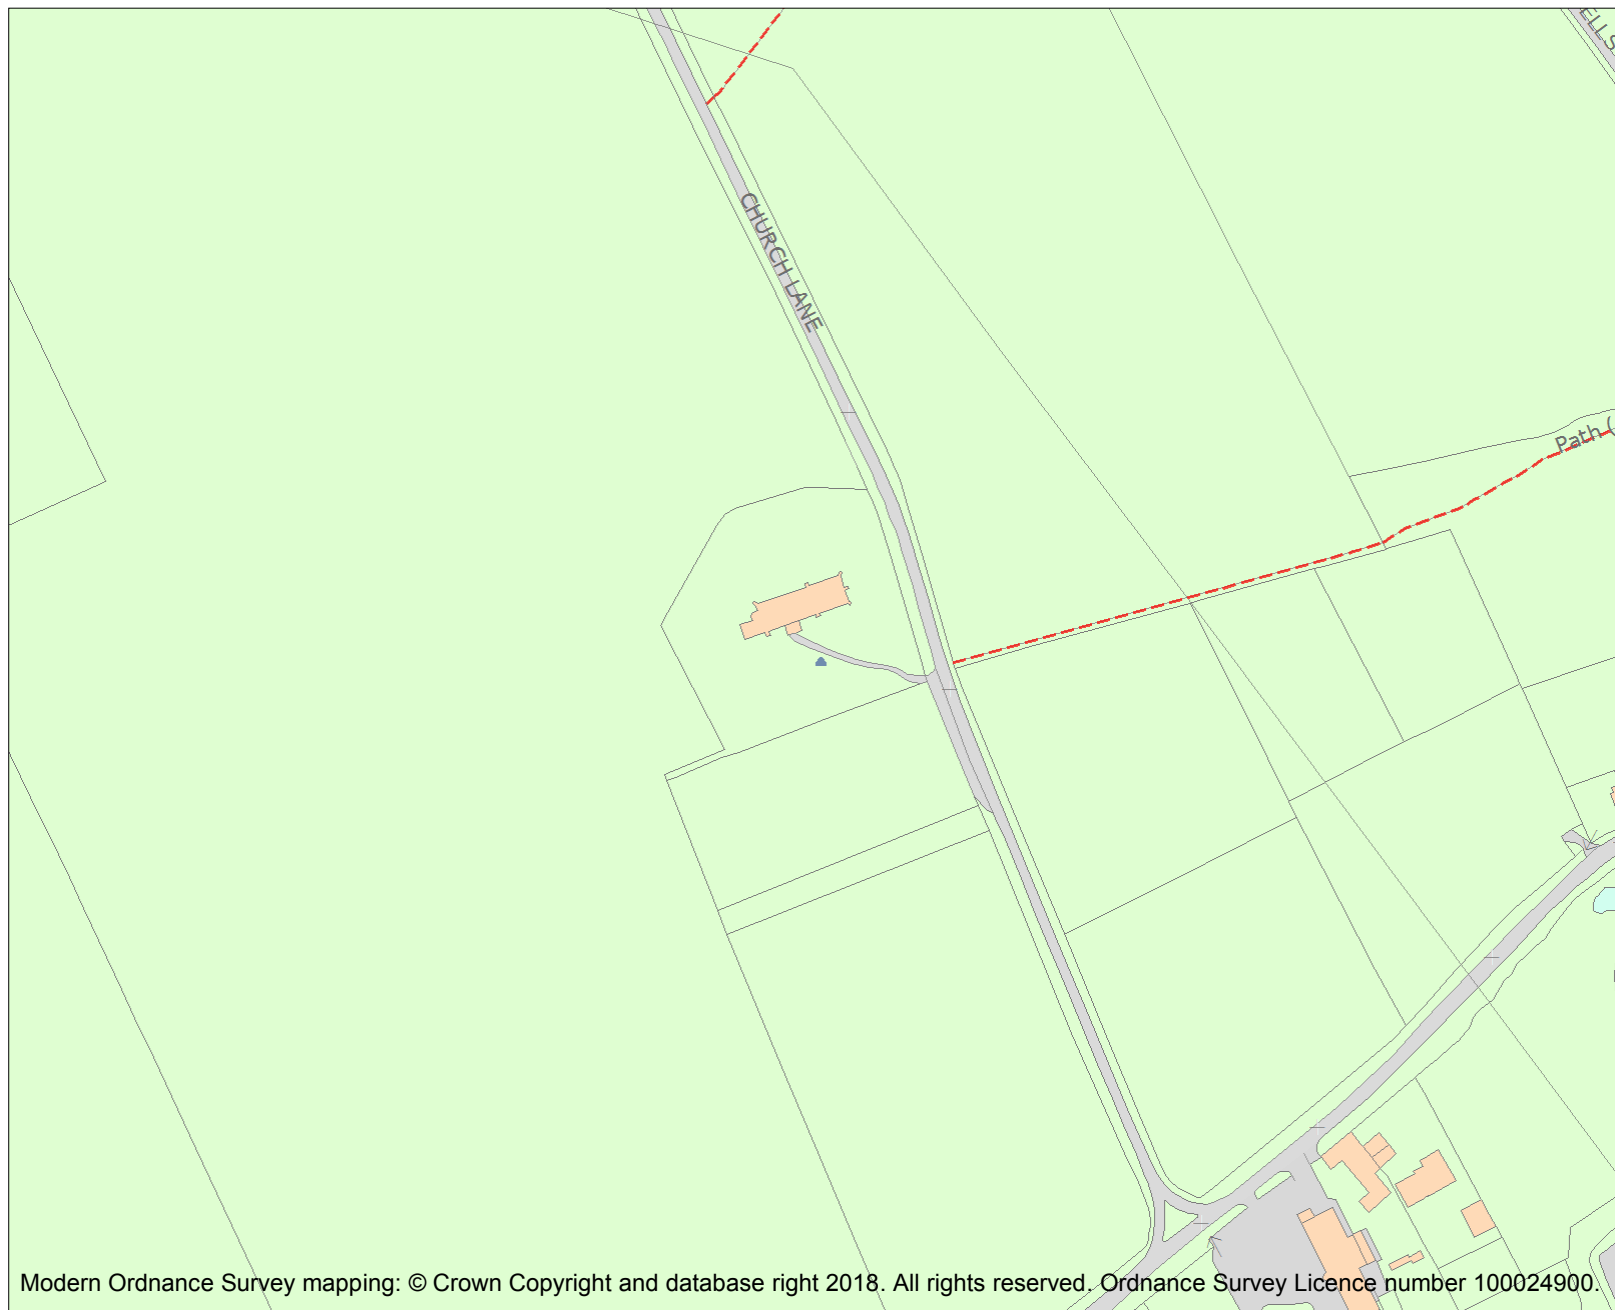 ELLS
CHURCH LANE
Path (
Modern Ordnance Survey mapping: © Crown Copyright and database right 2018. All rights reserved. Ordnance Survey Licence number 100024900.